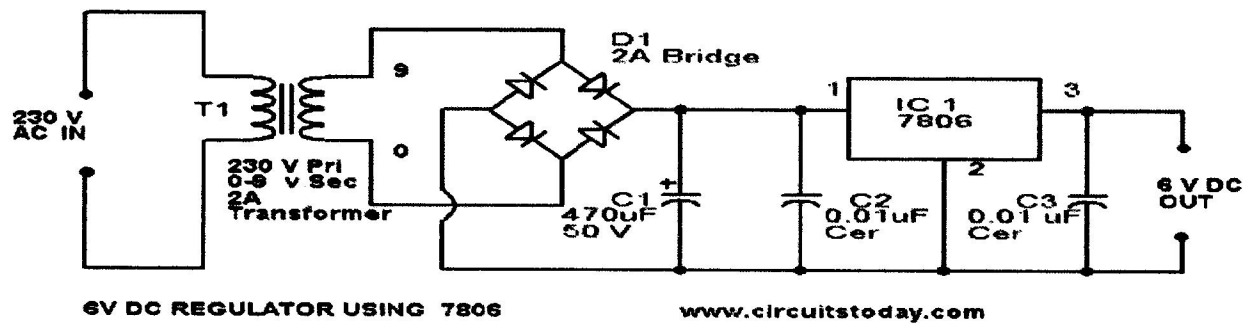 D1
2A Bridge
9
0
T1
230 V
AC IN
230 V Pri
0-9 v Sec
2A
Transformer
1
IC 1
7806
3
2
+
C1
470uF
50 V
C2
0.01uF
Cer
C3
0.01 uF
Cer
6 V DC
OUT
6V DC REGULATOR USING 7806
www.circuitstoday.com